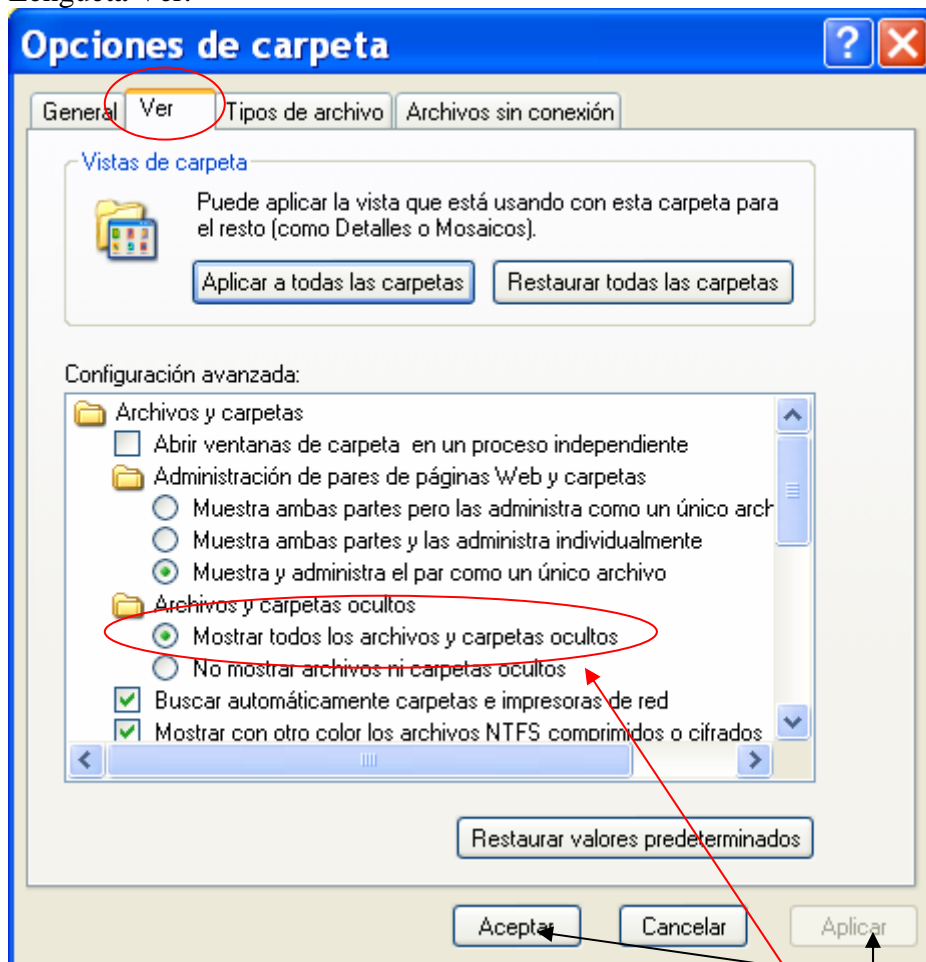 Lengüeta Ver:
Opciones de carpeta
General Ver Tipos de archivo Archivos sin conexión
Vistas de carpeta
Puede aplicar la vista que está usando con esta carpeta para
el resto (como Detalles o Mosaicos).
Aplicar a todas las carpetas Restaurar todas las carpetas
Configuración avanzada:
Archivos y carpetas
Abrir ventanas de carpeta en un proceso independiente
Administración de pares de páginas Web y carpetas
Muestra ambas partes pero las administra como un único arch
Muestra ambas partes y las administra individualmente
Muestra y administra el par como un único archivo
Archivos y carpetas ocultos
Mostrar todos los archivos y carpetas ocultos
No mostrar archivos ni carpetas ocultos
Buscar automáticamente carpetas e impresoras de red
Mostrar con otro color los archivos NTFS comprimidos o cifrados
Restaurar valores predeterminados
Aceptar Cancelar Aplicar